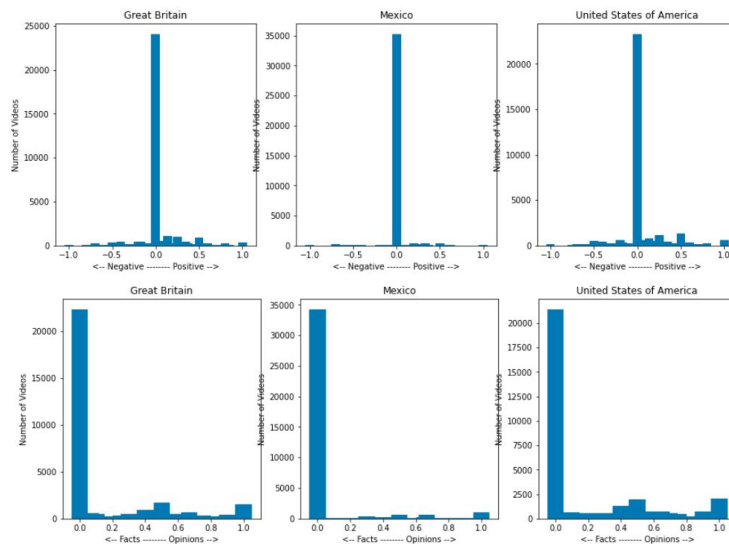 Great Britain
25000
20000
15000
10000
5000
0
Number of Videos
−1.0 −0.5 0.0 0.5 1.0
<-- Negative -------- Positive -->
Mexico
35000
30000
25000
20000
15000
10000
5000
0
Number of Videos
−1.0 −0.5 0.0 0.5 1.0
<-- Negative -------- Positive -->
United States of America
20000
15000
10000
5000
0
Number of Videos
−1.0 −0.5 0.0 0.5 1.0
<-- Negative -------- Positive -->
Great Britain
20000
15000
10000
5000
0
Number of Videos
0.0 0.2 0.4 0.6 0.8 1.0
<-- Facts -------- Opinions -->
Mexico
35000
30000
25000
20000
15000
10000
5000
0
Number of Videos
0.0 0.2 0.4 0.6 0.8 1.0
<-- Facts -------- Opinions -->
United States of America
20000
17500
15000
12500
10000
7500
5000
2500
0
Number of Videos
0.0 0.2 0.4 0.6 0.8 1.0
<-- Facts -------- Opinions -->